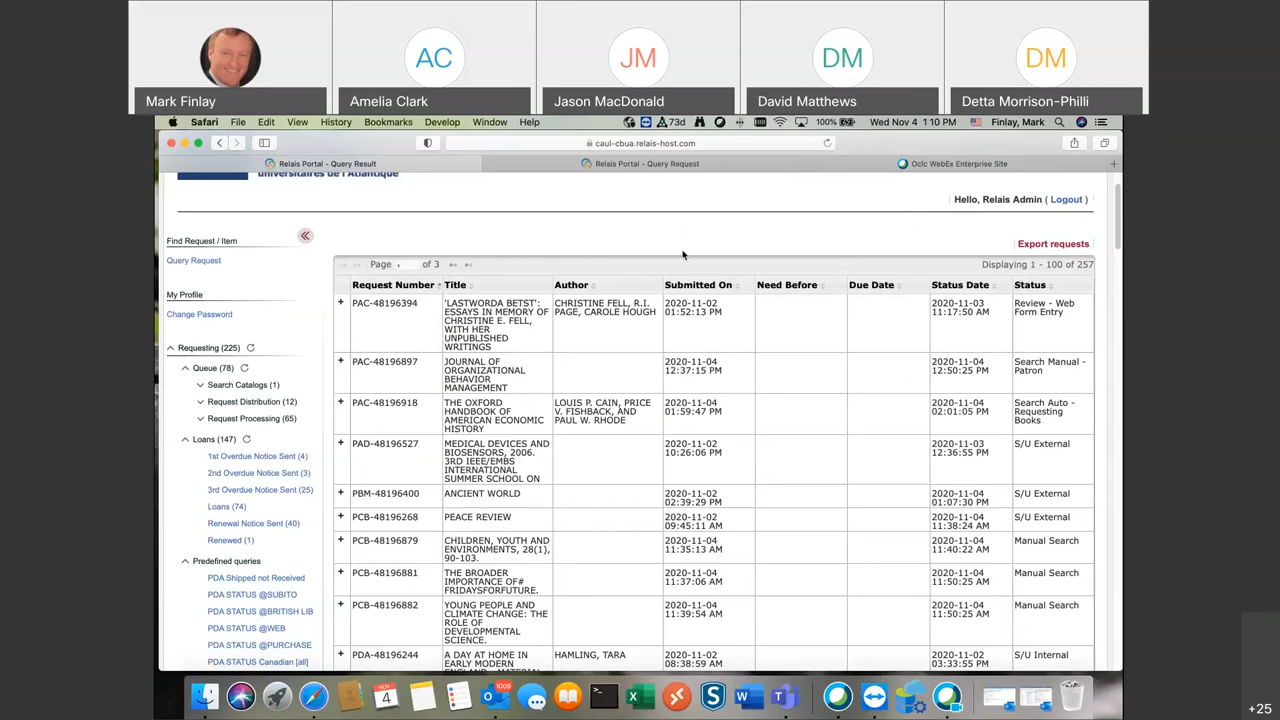 AC
JM
DM
DM
Mark Finlay
Amelia Clark
Jason MacDonald
David Matthews
Detta Morrison-Philli
Safari File Edit View History Bookmarks Develop Window Help
73d
100%
Wed Nov 4 1:10 PM
Finlay, Mark
caul-cbua.relais-host.com
Relais Portal - Query Result
Relais Portal - Query Request
Oclc WebEx Enterprise Site
universitaires de l'Atlantique
Hello, Relais Admin ( Logout )
Find Request / Item
Query Request
My Profile
Change Password
Requesting (225)
Queue (78)
Search Catalogs (1)
Request Distribution (12)
Request Processing (65)
Loans (147)
1st Overdue Notice Sent (4)
2nd Overdue Notice Sent (3)
3rd Overdue Notice Sent (25)
Loans (74)
Renewal Notice Sent (40)
Renewed (1)
Predefined queries
PDA Shipped not Received
PDA STATUS @SUBITO
PDA STATUS @BRITISH LIB
PDA STATUS @WEB
PDA STATUS @PURCHASE
PDA STATUS Canadian [all]
Export requests
Page of 3
Displaying 1 - 100 of 257
Request Number Title Author Submitted On Need Before Due Date Status Date Status
PAC-48196394
'LASTWORDA BETST':
ESSAYS IN MEMORY OF
CHRISTINE E. FELL,
WITH HER
UNPUBLISHED
WRITINGS
CHRISTINE FELL, R.I.
PAGE, CAROLE HOUGH
2020-11-02
01:52:13 PM
2020-11-03
11:17:50 AM
Review - Web
Form Entry
PAC-48196897
JOURNAL OF
ORGANIZATIONAL
BEHAVIOR
MANAGEMENT
2020-11-04
12:37:15 PM
2020-11-04
12:50:25 PM
Search Manual -
Patron
PAC-48196918
THE OXFORD
HANDBOOK OF
AMERICAN ECONOMIC
HISTORY
LOUIS P. CAIN, PRICE
V. FISHBACK, AND
PAUL W. RHODE
2020-11-04
01:59:47 PM
2020-11-04
02:01:05 PM
Search Auto -
Requesting
Books
PAD-48196527
MEDICAL DEVICES AND
BIOSENSORS, 2006.
3RD IEEE/EMBS
INTERNATIONAL
SUMMER SCHOOL ON
2020-11-02
10:26:06 PM
2020-11-03
12:36:55 PM
S/U External
PBM-48196400
ANCIENT WORLD
2020-11-02
02:39:29 PM
2020-11-04
01:07:30 PM
S/U External
PCB-48196268
PEACE REVIEW
2020-11-02
09:45:11 AM
2020-11-04
11:38:24 AM
S/U External
PCB-48196879
CHILDREN, YOUTH AND
ENVIRONMENTS, 28(1),
90-103.
2020-11-04
11:35:13 AM
2020-11-04
11:40:22 AM
Manual Search
PCB-48196881
THE BROADER
IMPORTANCE OF#
FRIDAYSFORFUTURE.
2020-11-04
11:37:06 AM
2020-11-04
11:50:25 AM
Manual Search
PCB-48196882
YOUNG PEOPLE AND
CLIMATE CHANGE: THE
ROLE OF
DEVELOPMENTAL
SCIENCE.
2020-11-04
11:39:54 AM
2020-11-04
11:50:25 AM
Manual Search
PDA-48196244
A DAY AT HOME IN
EARLY MODERN
HAMLING, TARA
2020-11-02
08:38:59 AM
2020-11-04
03:33:55 PM
S/U Internal
NOV
4
1009
+25